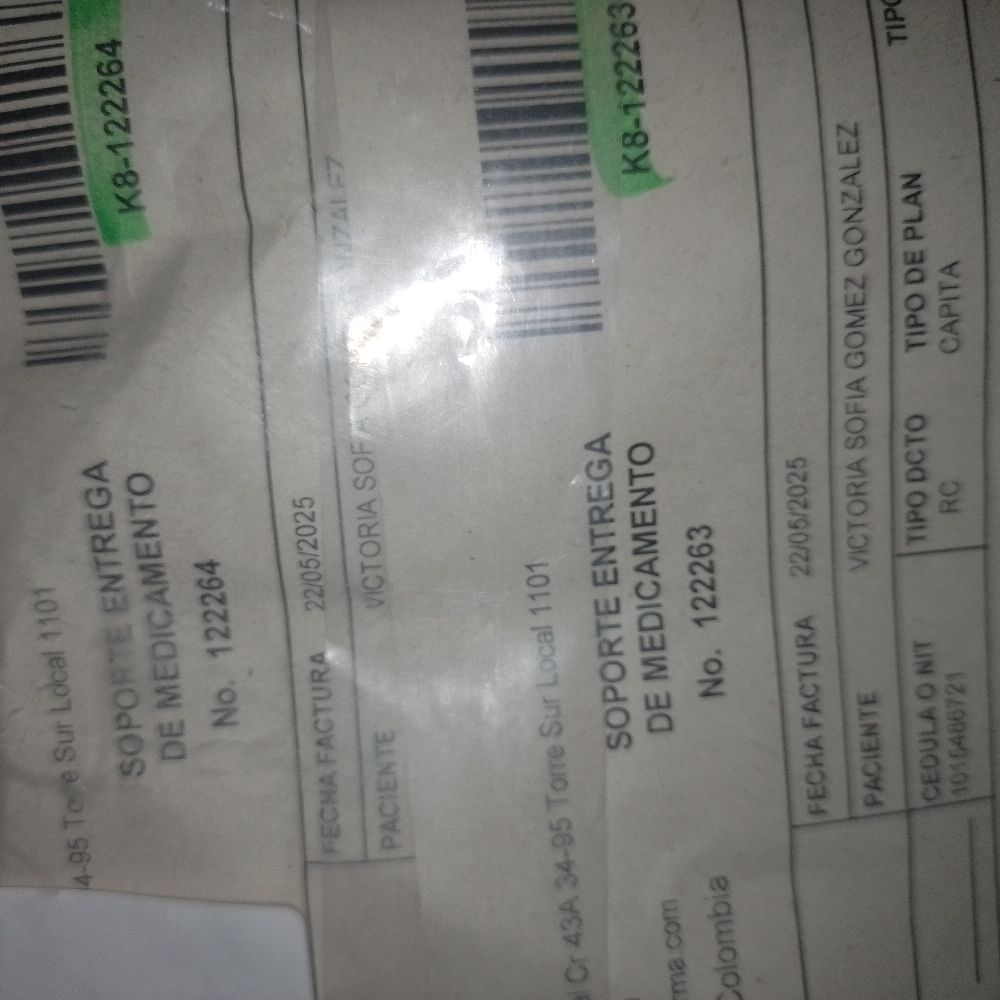 K8-122264
4-95 Torre Sur Local 1101
SOPORTE ENTREGA
DE MEDICAMENTO
No. 122264
FECHA FACTURA 22/05/2025
PACIENTE VICTORIA
K8-122263
Cr 43A 34-95 Torre Sur Local 1101
SOPORTE ENTREGA
DE MEDICAMENTO
No. 122263
rma.com
Colombia
FECHA FACTURA 22/05/2025
PACIENTE VICTORIA SOFIA GOMEZ GONZALEZ
CEDULA O NIT TIPO DCTO TIPO DE PLAN TIPO
RC CAPITA